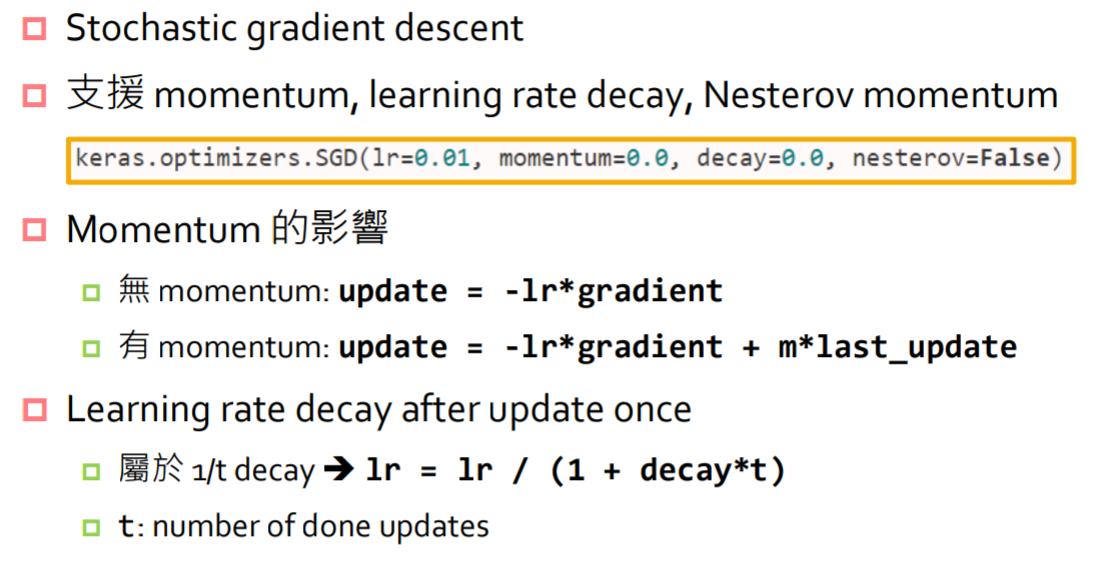 Stochastic gradient descent
支援 momentum, learning rate decay, Nesterov momentum
keras.optimizers.SGD(lr=0.01, momentum=0.0, decay=0.0, nesterov=False)
Momentum 的影響
無 momentum: update = -lr*gradient
有 momentum: update = -lr*gradient + m*last_update
Learning rate decay after update once
屬於 1/t decay ➔ lr = lr / (1 + decay*t)
t: number of done updates